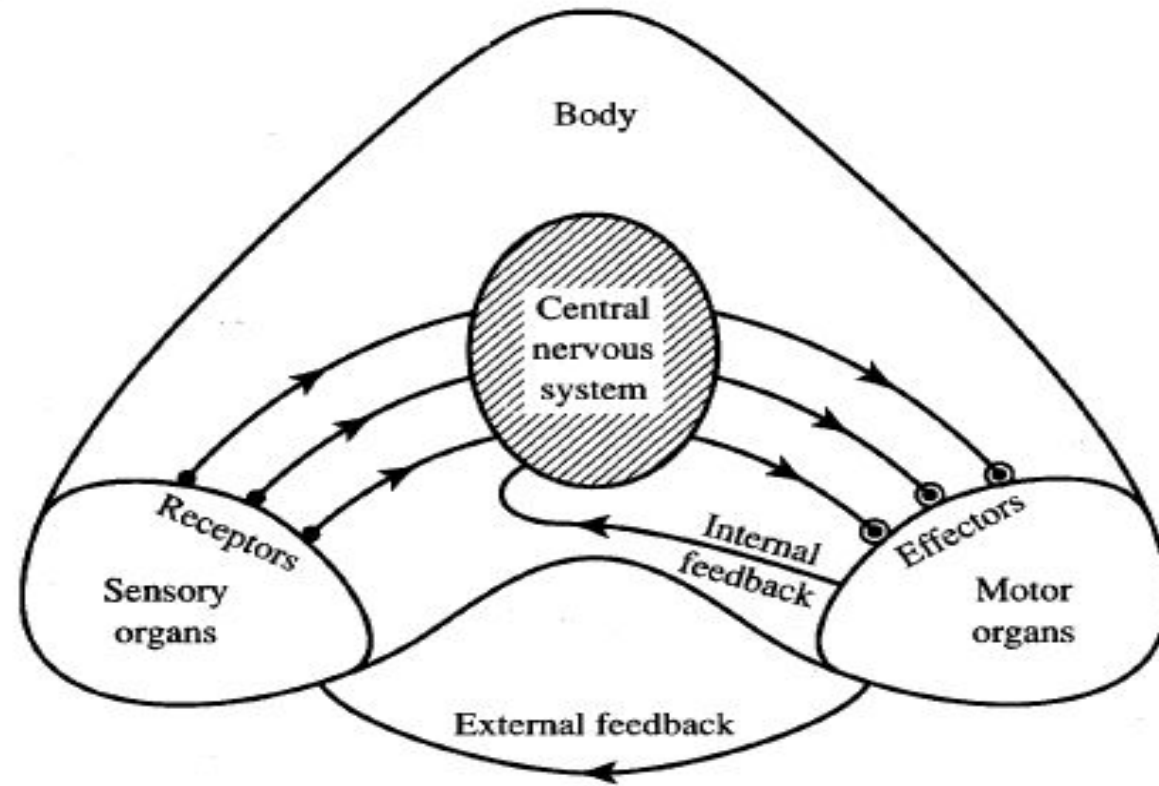 Body
Central
nervous
system
Receptors
Sensory
organs
Internal
feedback
Effectors
Motor
organs
External feedback